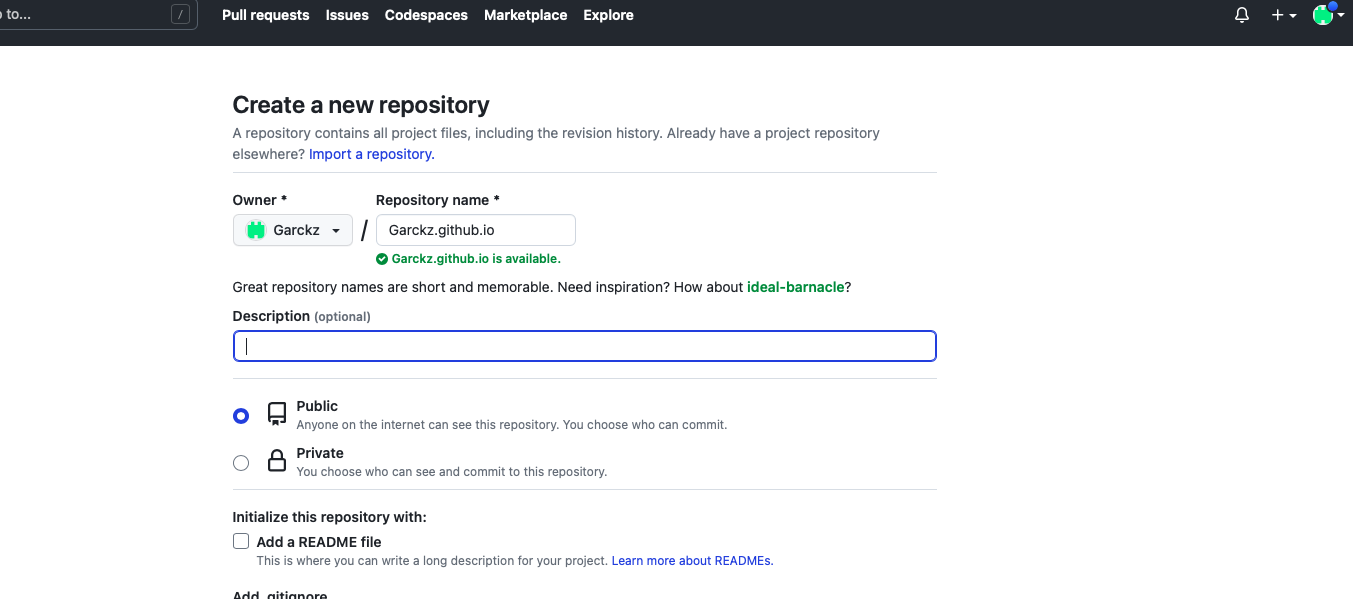 to...
/
Pull requests Issues Codespaces Marketplace Explore
Create a new repository
A repository contains all project files, including the revision history. Already have a project repository
elsewhere? Import a repository.
Owner * Repository name *
Garckz / Garckz.github.io
Garckz.github.io is available.
Great repository names are short and memorable. Need inspiration? How about ideal-barnacle?
Description (optional)
Public
Anyone on the internet can see this repository. You choose who can commit.
Private
You choose who can see and commit to this repository.
Initialize this repository with:
Add a README file
This is where you can write a long description for your project. Learn more about READMEs.
Add .gitignore